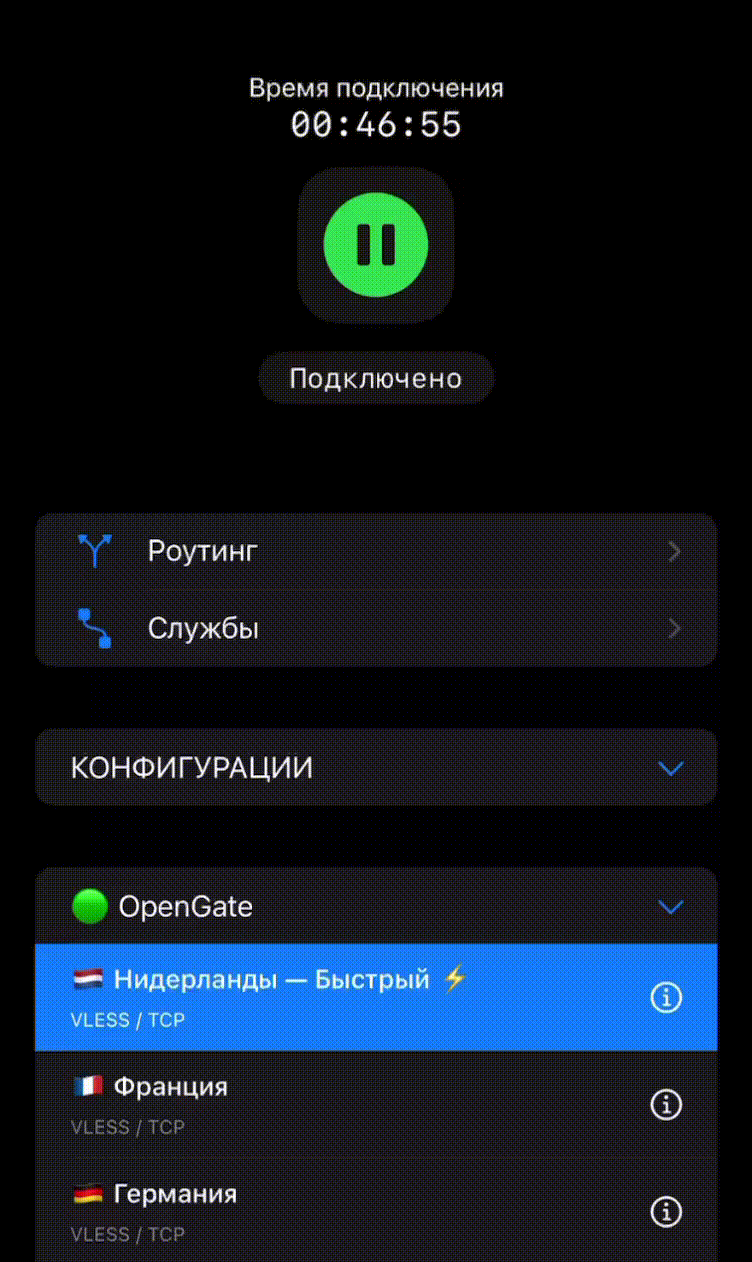 Время подключения
00:46:55
Подключено
Роутинг
Службы
КОНФИГУРАЦИИ
OpenGate
Нидерланды — Быстрый ⚡
VLESS / TCP
Франция
VLESS / TCP
Германия
VLESS / TCP